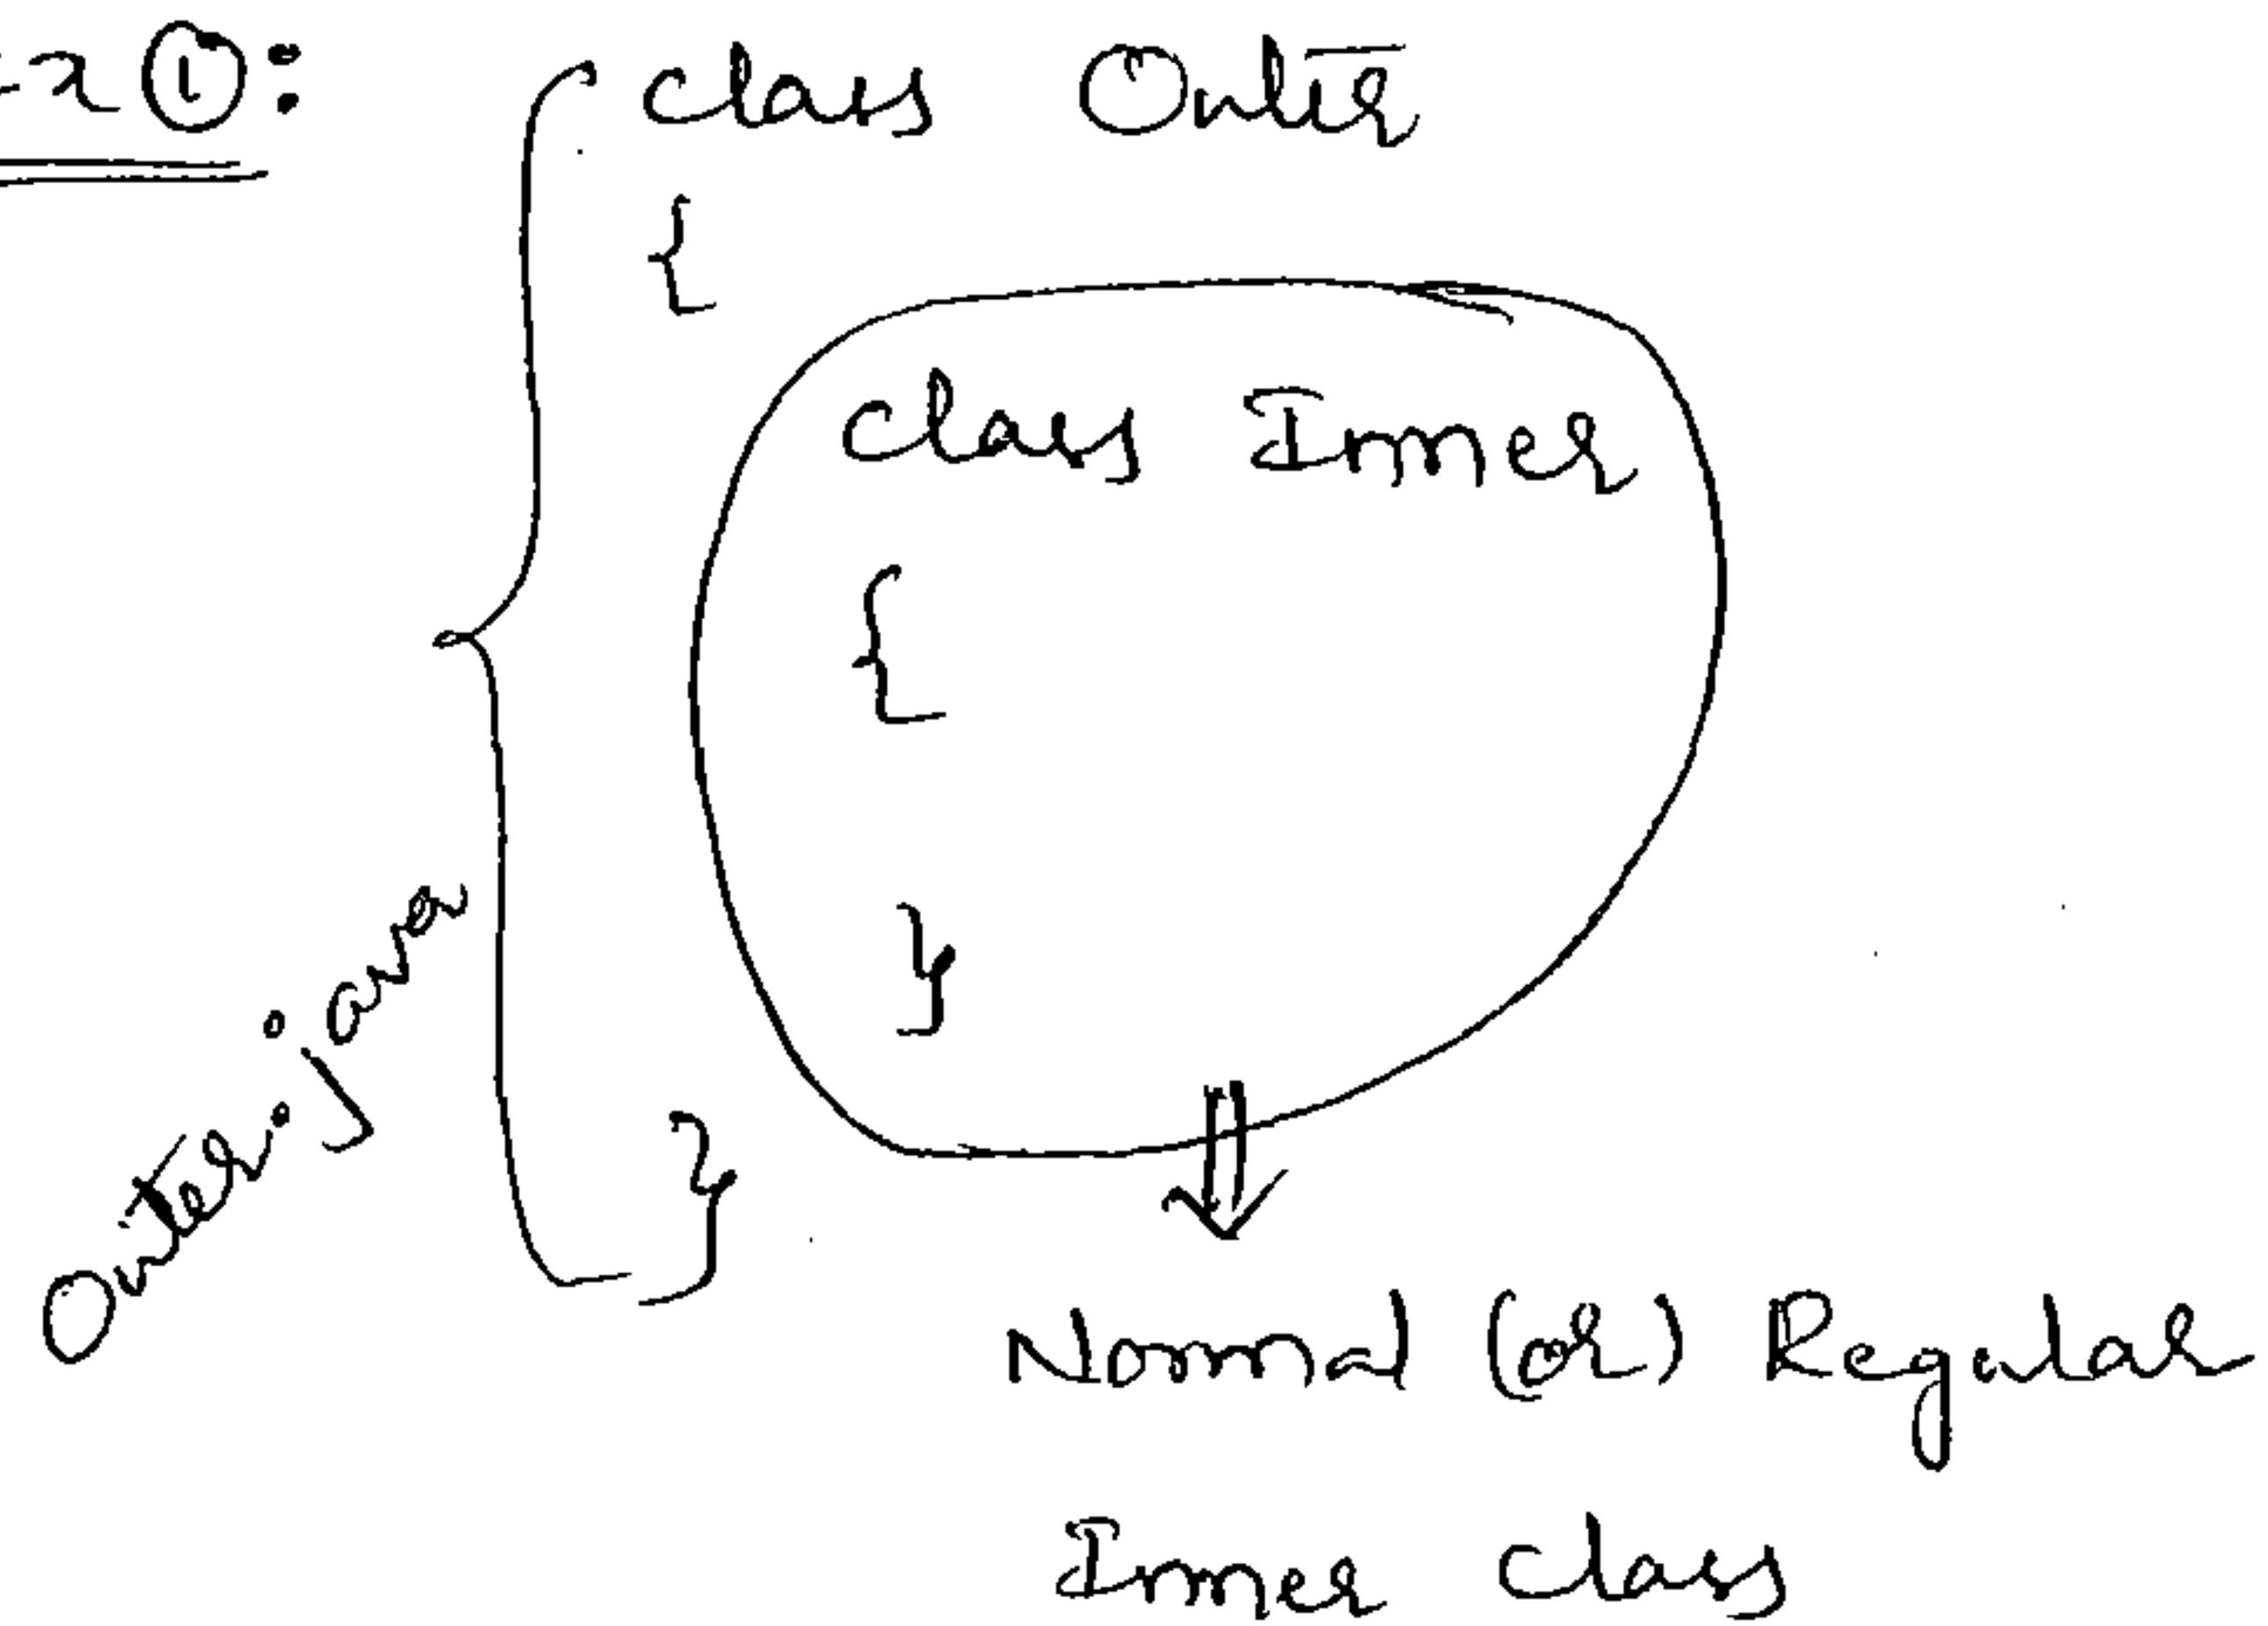 Ex ①:
class Outer
{
class Inner
{
}
}
Outer.java
Normal (or) Regular
Inner class